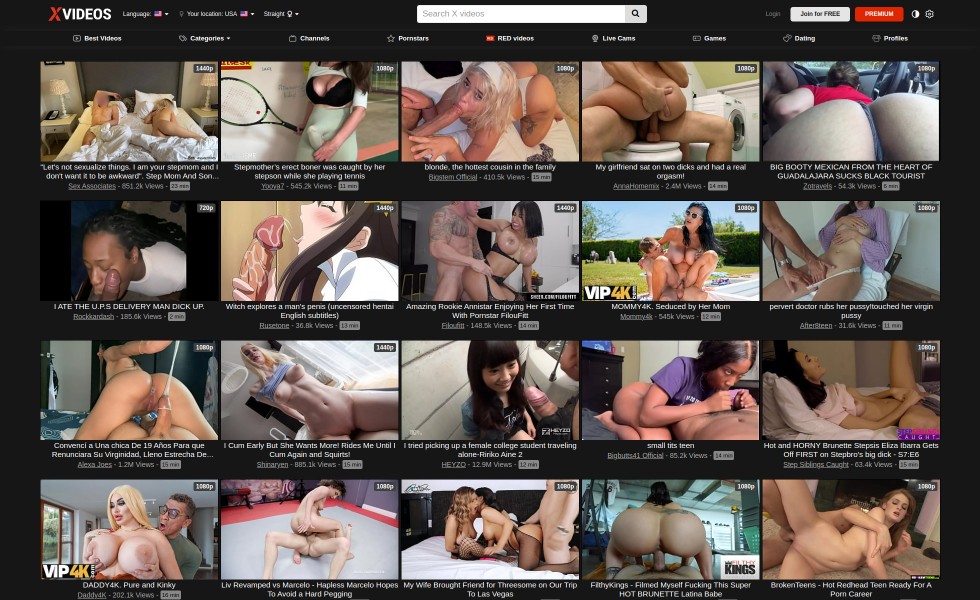 XVIDEOS
Language:
Your location: USA
Straight
Search X videos
Login
Join for FREE
PREMIUM
Best Videos
Categories
Channels
Pornstars
RED videos
Live Cams
Games
Dating
Profiles
1440p
1080p
1080p
1080p
1080p
"Let's not sexualize things. I am your stepmom and I
don't want it to be awkward". Step Mom And Son...
Sex Associates - 851.2k Views - 23 min
Stepmother's erect boner was caught by her
stepson while she playing tennis
Yooya7 - 545.2k Views - 11 min
blonde, the hottest cousin in the family
Bigstem Official - 410.5k Views - 15 min
My girlfriend sat on two dicks and had a real
orgasm!
AnnaHomemix - 2.4M Views - 14 min
BIG BOOTY MEXICAN FROM THE HEART OF
GUADALAJARA SUCKS BLACK TOURIST
Zotravels - 54.3k Views - 6 min
720p
1440p
1440p
1080p
1080p
CHEER.COM/FILOUFITT
VIP4K
I ATE THE U.P.S DELIVERY MAN DICK UP.
Rockkardash - 185.6k Views - 2 min
Witch explores a man's penis (uncensored hentai
English subtitles)
Rusetone - 36.8k Views - 13 min
Amazing Rookie Annistar Enjoying Her First Time
With Pornstar FilouFitt
Filoufitt - 148.5k Views - 14 min
MOMMY4K. Seduced by Her Mom
Mommy4k - 545k Views - 12 min
pervert doctor rubs her pussy!touched her virgin
pussy
After8teen - 31.6k Views - 11 min
1080p
1440p
1080p
1080p
1080p
HEYZO
CAUGHT
Convencí a Una chica De 19 Años Para que
Renunciara Su Virginidad, Lleno Estrecha De...
Alexa Joes - 1.2M Views - 15 min
I Cum Early But She Wants More! Rides Me Until I
Cum Again and Squirts!
Shinaryen - 885.1k Views - 15 min
I tried picking up a female college student traveling
alone-Ririko Aine 2
HEYZO - 12.9M Views - 12 min
small tits teen
Bigbutts41 Official - 85.2k Views - 14 min
Hot and HORNY Brunette Stepsis Eliza Ibarra Gets
Off FIRST on Stepbro's big dick - S7:E6
Step Siblings Caught - 63.4k Views - 15 min
1080p
1080p
1080p
1080p
1080p
VIP4K
FILTHY
KINGS
DADDY4K. Pure and Kinky
Daddy4k - 202.1k Views - 16 min
Liv Revamped vs Marcelo - Hapless Marcelo Hopes
To Avoid a Hard Pegging
My Wife Brought Friend for Threesome on Our Trip
To Las Vegas
FilthyKings - Filmed Myself Fucking This Super
HOT BRUNETTE Latina Babe
BrokenTeens - Hot Redhead Teen Ready For A
Porn Career